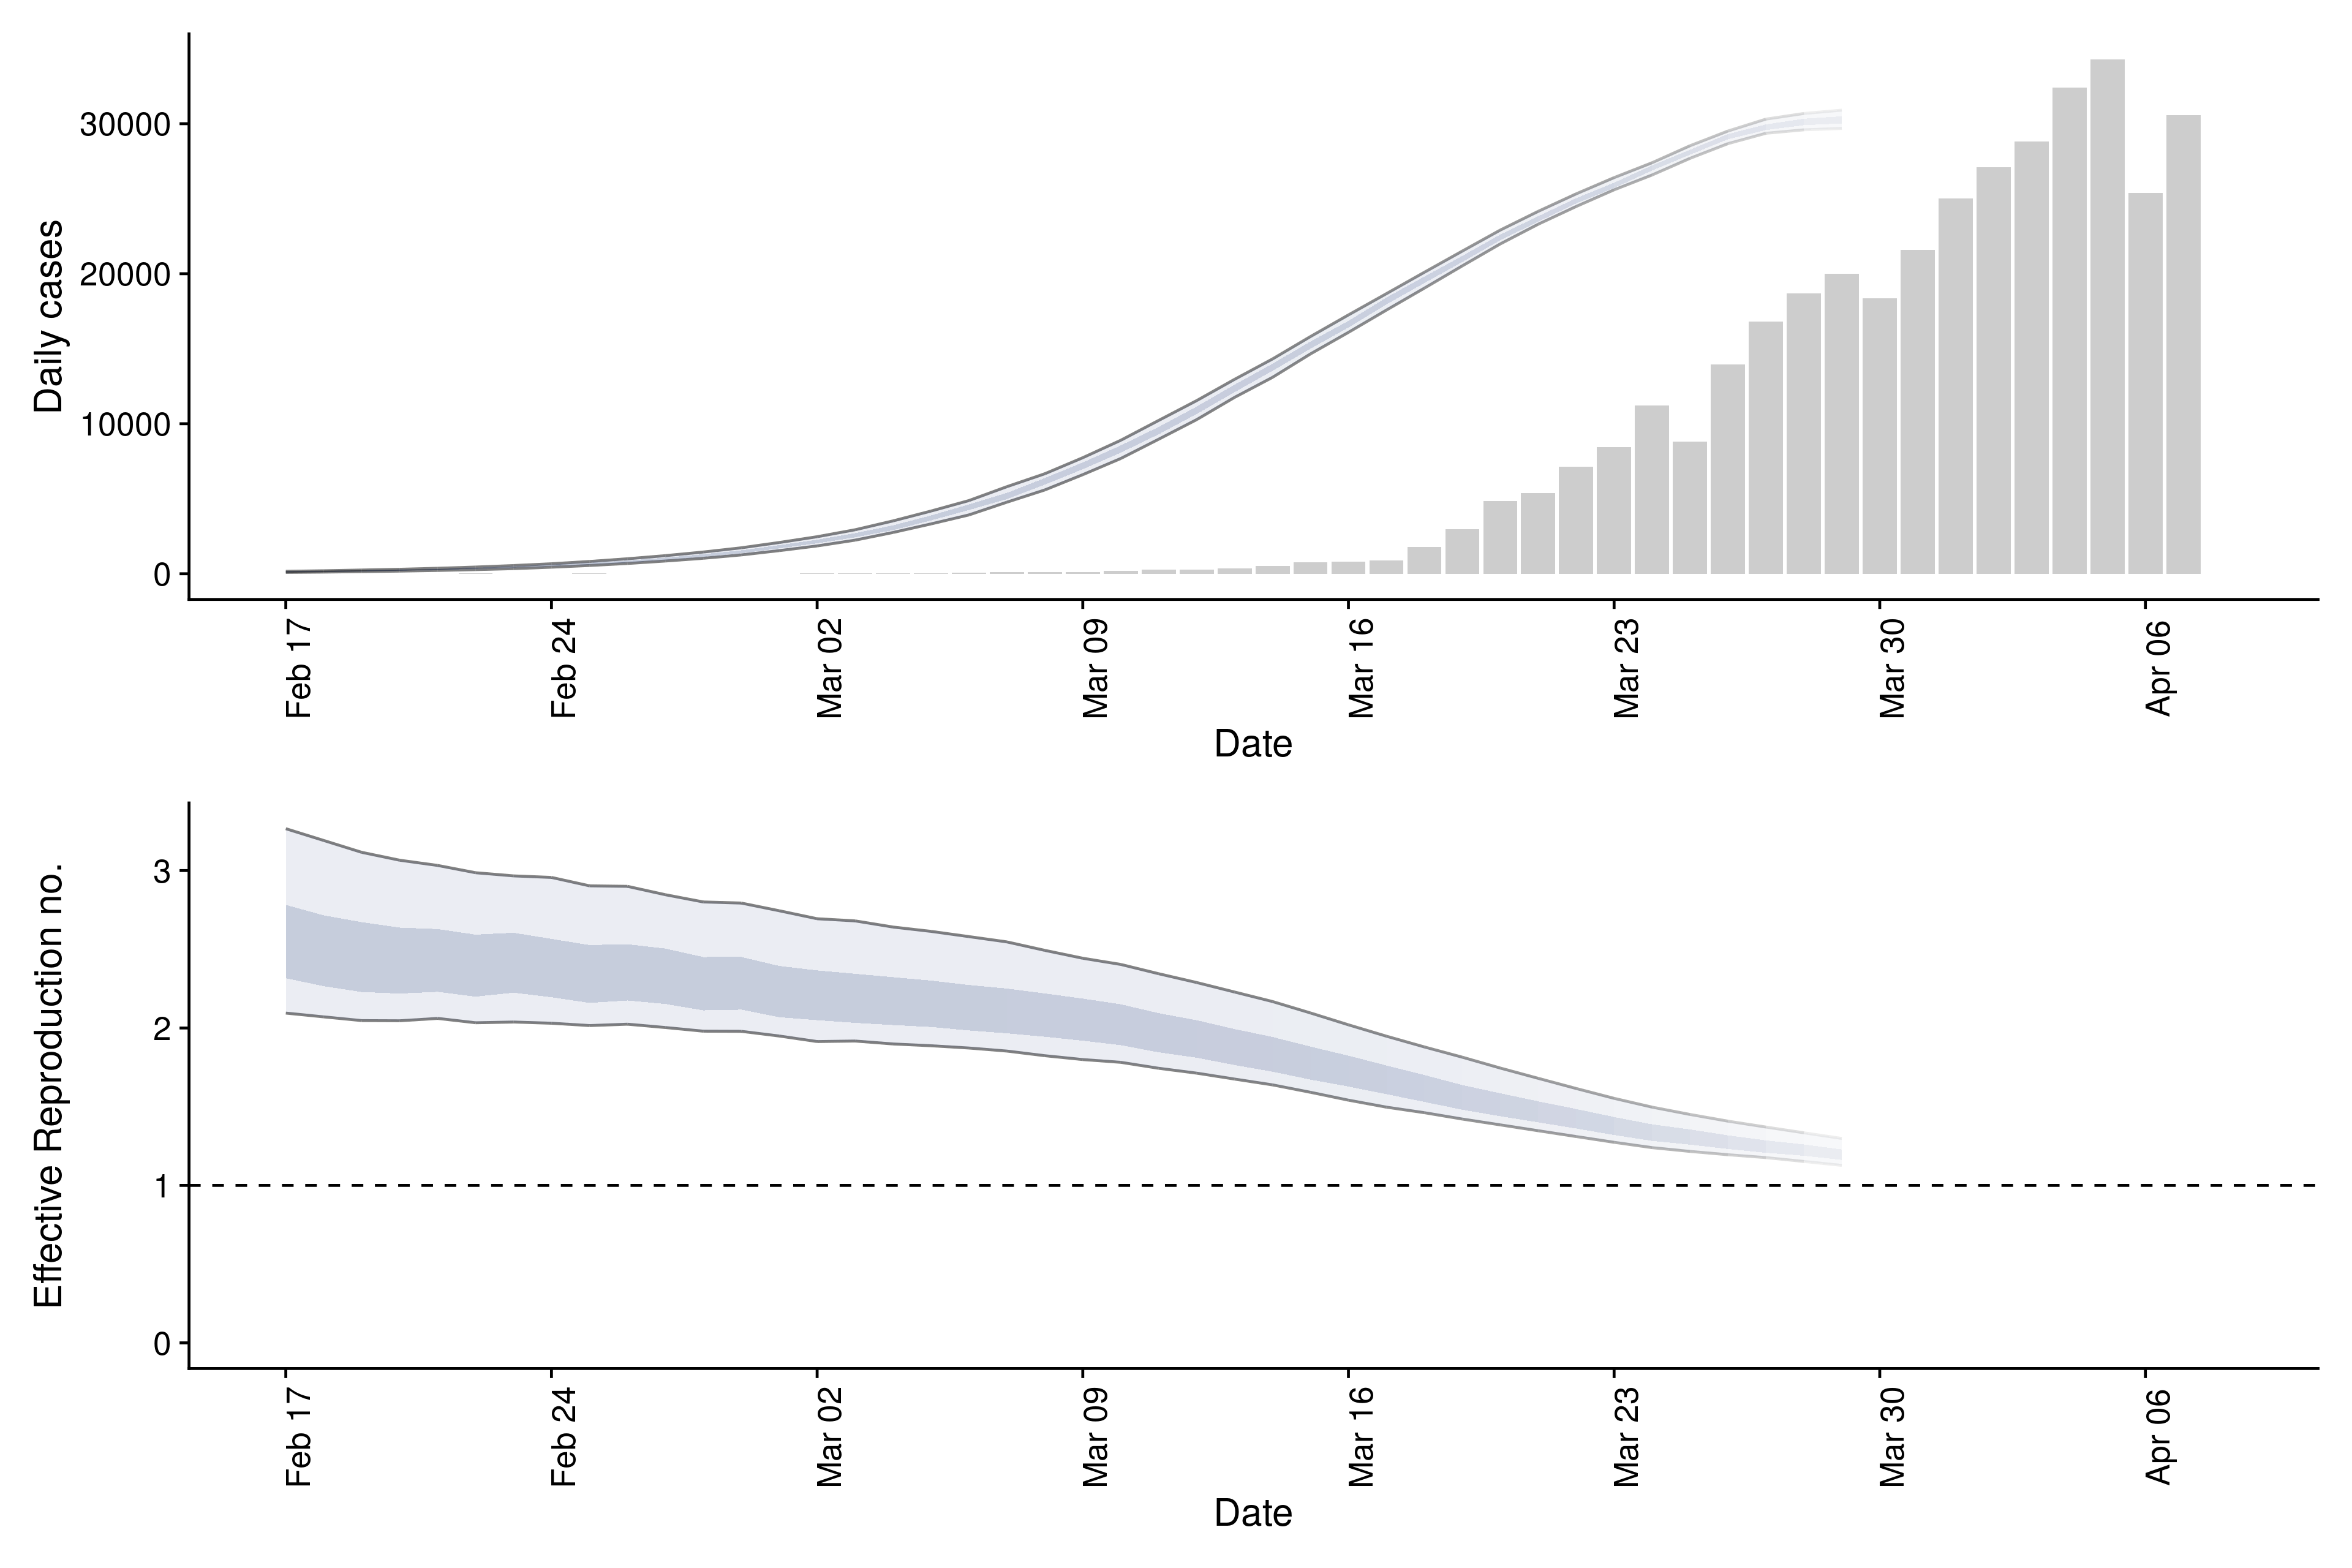 Daily cases
30000
20000
10000
0
Feb 17
Feb 24
Mar 02
Mar 09
Mar 16
Mar 23
Mar 30
Apr 06
Date
Effective Reproduction no.
3
2
1
0
Feb 17
Feb 24
Mar 02
Mar 09
Mar 16
Mar 23
Mar 30
Apr 06
Date